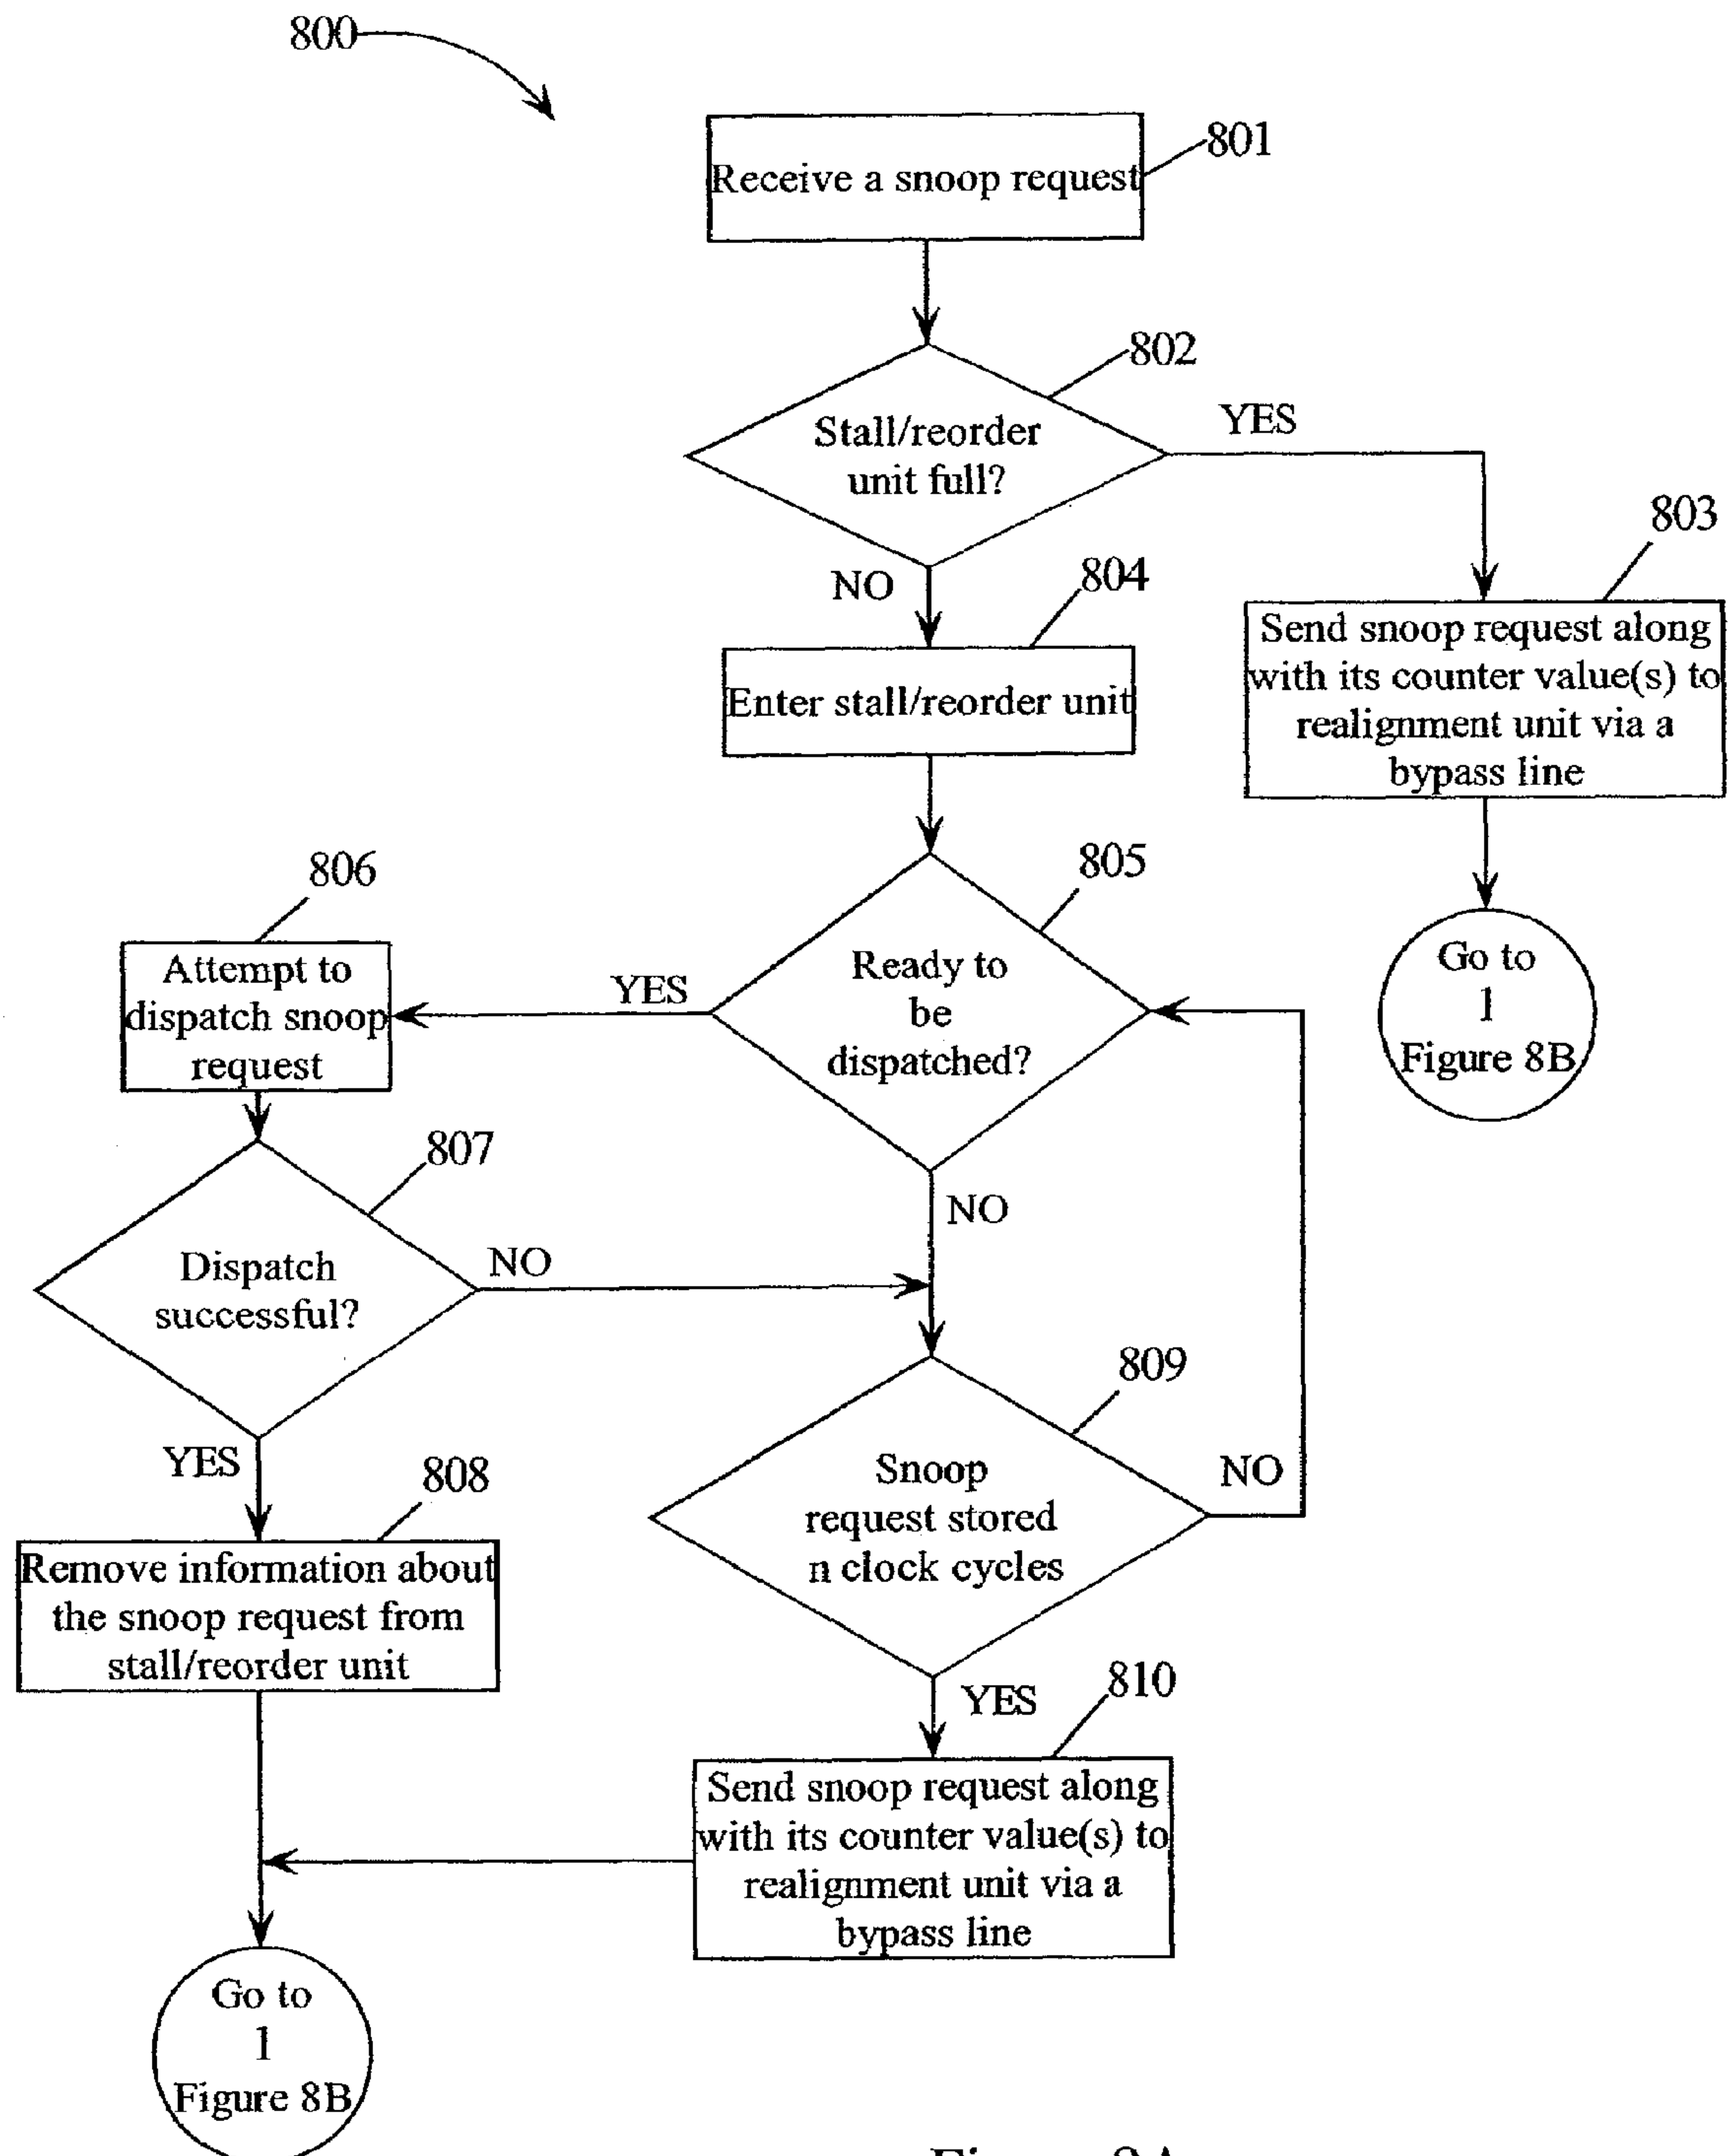 800
Receive a snoop request
801
802
Stall/reorder
unit full?
YES
803
NO
804
Send snoop request along
with its counter value(s) to
realignment unit via a
bypass line
Enter stall/reorder unit
805
806
Attempt to
dispatch snoop
request
YES
Ready to
be
dispatched?
Go to
1
Figure 8B
807
NO
Dispatch
successful?
NO
809
YES
808
Snoop
request stored
n clock cycles
NO
Remove information about
the snoop request from
stall/reorder unit
YES
810
Send snoop request along
with its counter value(s) to
realignment unit via a
bypass line
Go to
1
Figure 8B